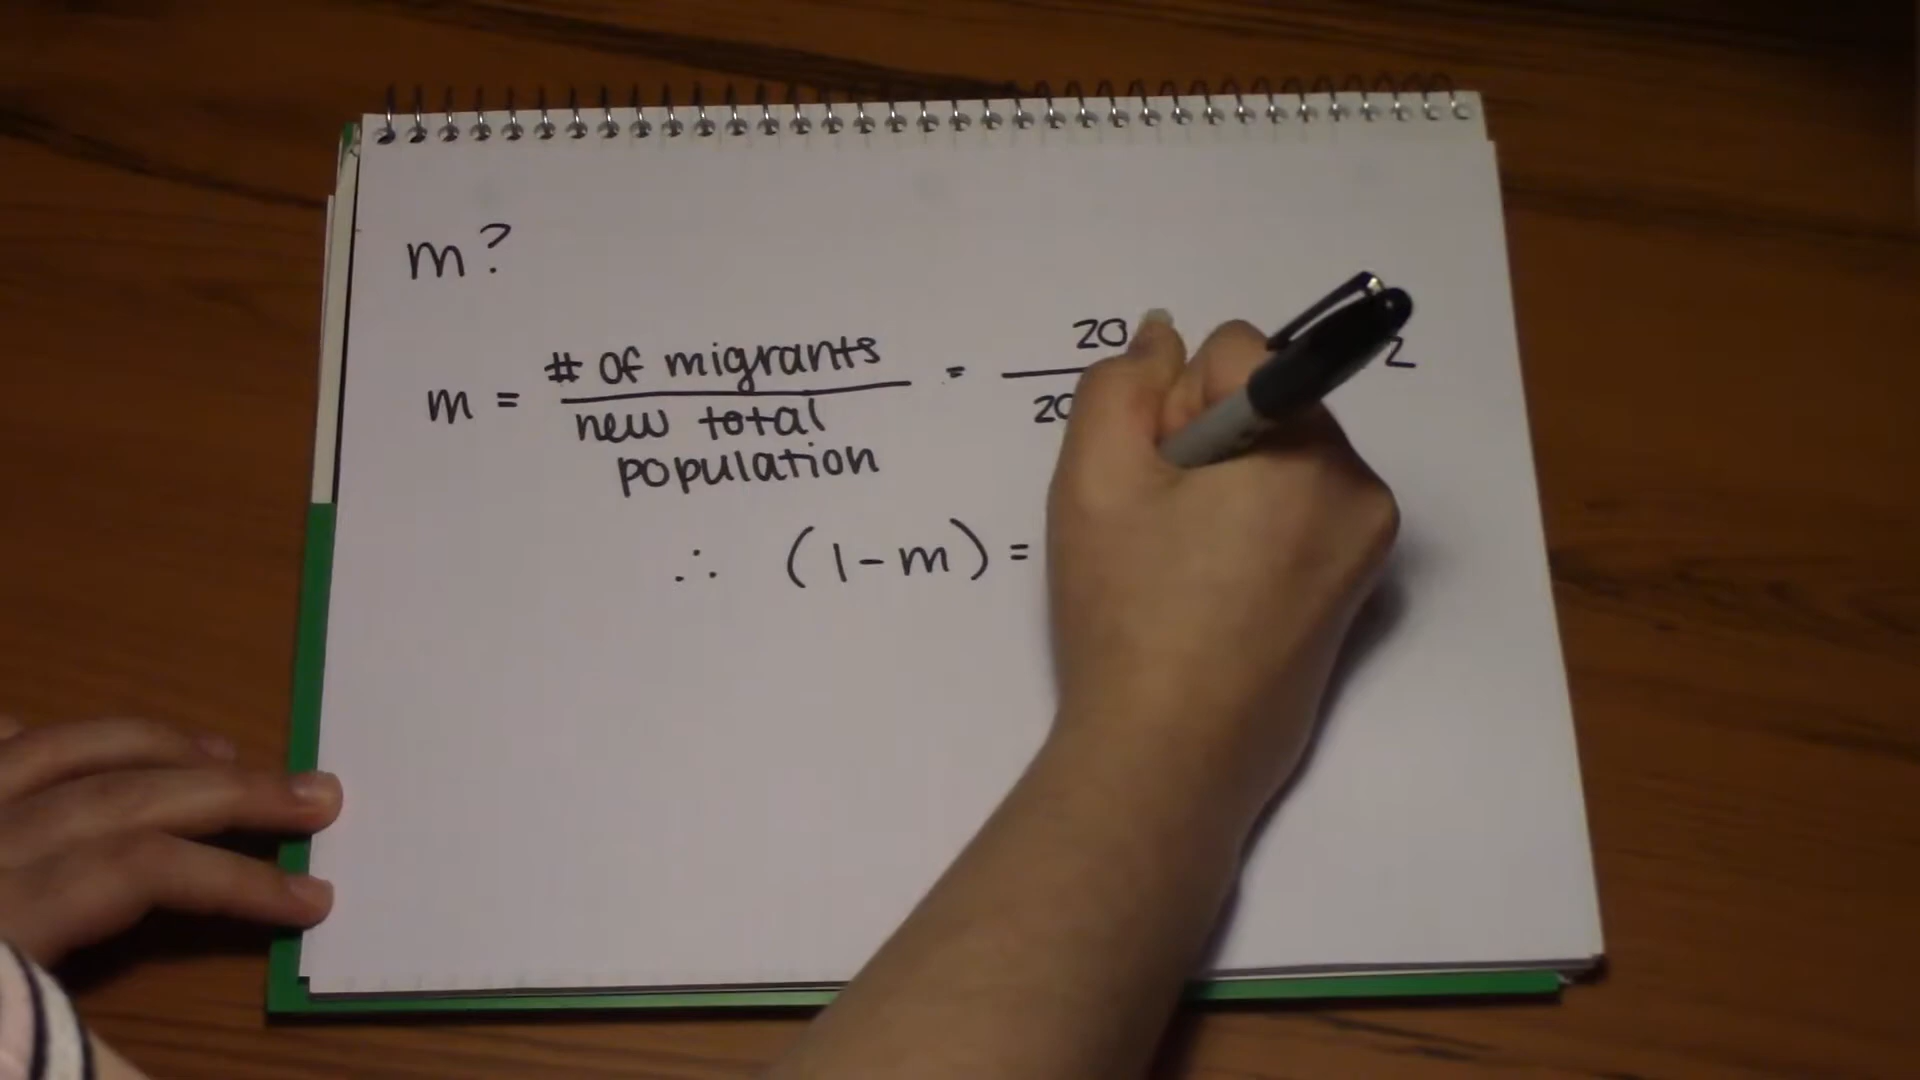 m?
m = # of migrants / new total population = 20 / 20
∴ (1-m) =